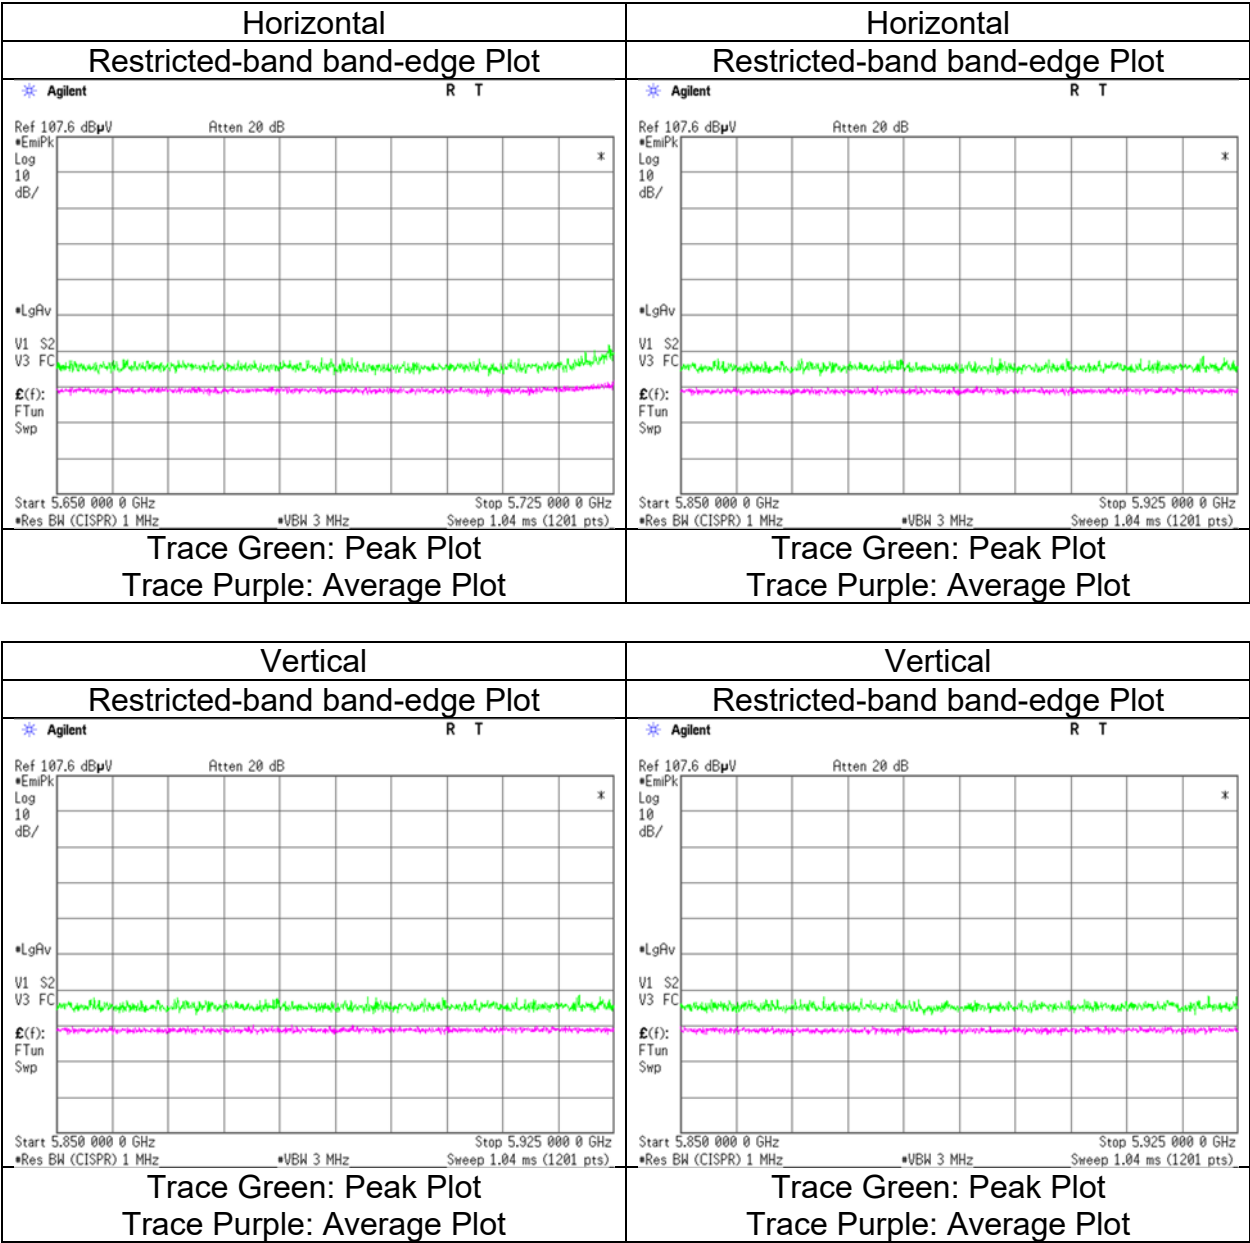 Horizontal
Restricted-band band-edge Plot
Agilent R T
Ref 107.6 dBµV Atten 20 dB
*EmiPk
Log
10
dB/
*
*LgAv
V1 S2
V3 FC
£(f):
FTun
Swp
Start 5.650 000 0 GHz Stop 5.725 000 0 GHz
*Res BW (CISPR) 1 MHz *VBW 3 MHz Sweep 1.04 ms (1201 pts)
Trace Green: Peak Plot
Trace Purple: Average Plot
Horizontal
Restricted-band band-edge Plot
Agilent R T
Ref 107.6 dBµV Atten 20 dB
*EmiPk
Log
10
dB/
*
*LgAv
V1 S2
V3 FC
£(f):
FTun
Swp
Start 5.850 000 0 GHz Stop 5.925 000 0 GHz
*Res BW (CISPR) 1 MHz *VBW 3 MHz Sweep 1.04 ms (1201 pts)
Trace Green: Peak Plot
Trace Purple: Average Plot
Vertical
Restricted-band band-edge Plot
Agilent R T
Ref 107.6 dBµV Atten 20 dB
*EmiPk
Log
10
dB/
*
*LgAv
V1 S2
V3 FC
£(f):
FTun
Swp
Start 5.850 000 0 GHz Stop 5.925 000 0 GHz
*Res BW (CISPR) 1 MHz *VBW 3 MHz Sweep 1.04 ms (1201 pts)
Trace Green: Peak Plot
Trace Purple: Average Plot
Vertical
Restricted-band band-edge Plot
Agilent R T
Ref 107.6 dBµV Atten 20 dB
*EmiPk
Log
10
dB/
*
*LgAv
V1 S2
V3 FC
£(f):
FTun
Swp
Start 5.850 000 0 GHz Stop 5.925 000 0 GHz
*Res BW (CISPR) 1 MHz *VBW 3 MHz Sweep 1.04 ms (1201 pts)
Trace Green: Peak Plot
Trace Purple: Average Plot